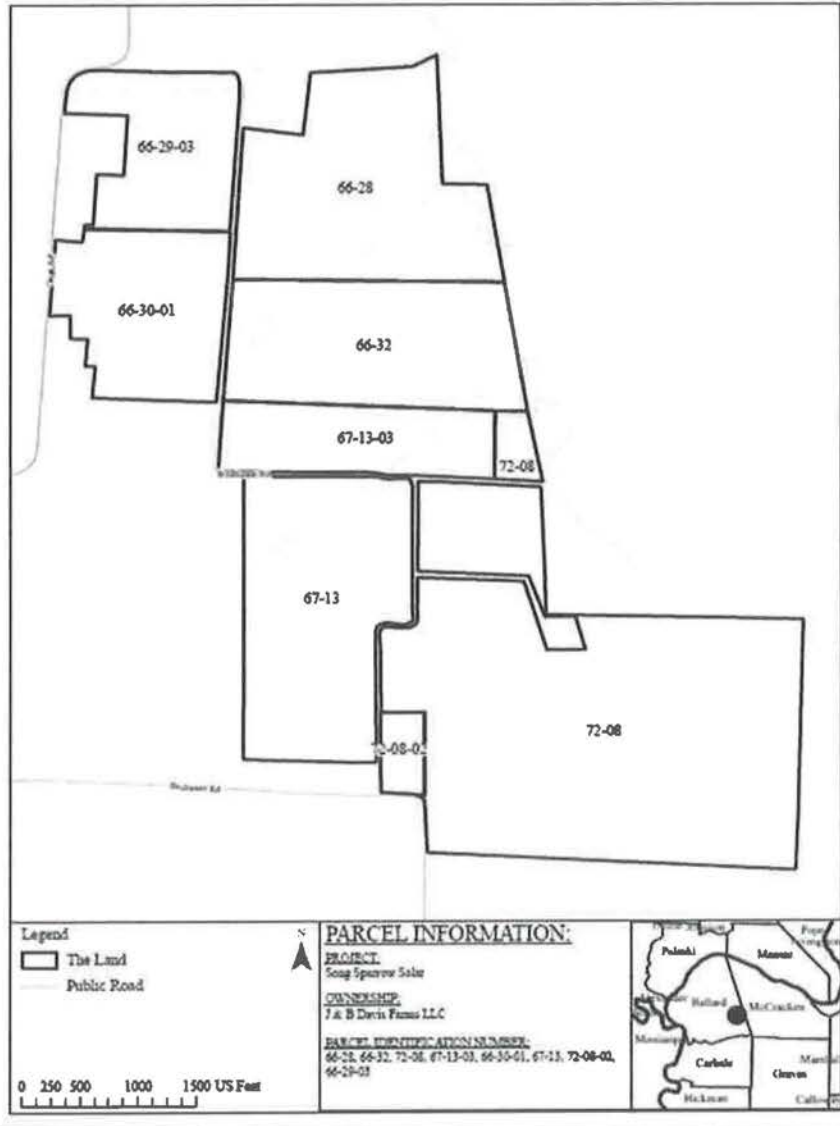 66-29-03
66-28
66-30-01
66-32
67-13-03
72-08
67-13
72-08
72-08-02
Rd
Legend
The Land
Public Road
N
0 250 500 1000 1500 US Feet
PARCEL INFORMATION:
PROJECT:
Song Sparrow Solar
OWNERSHIP:
J & B Davis Farms LLC
PARCEL IDENTIFICATION NUMBER:
66-28, 66-32, 72-08, 67-13-03, 66-30-01, 67-13, 72-08-02,
66-29-03
Pulaski
Massac
Ballard
McCracken
Carlisle
Graves
Hickman